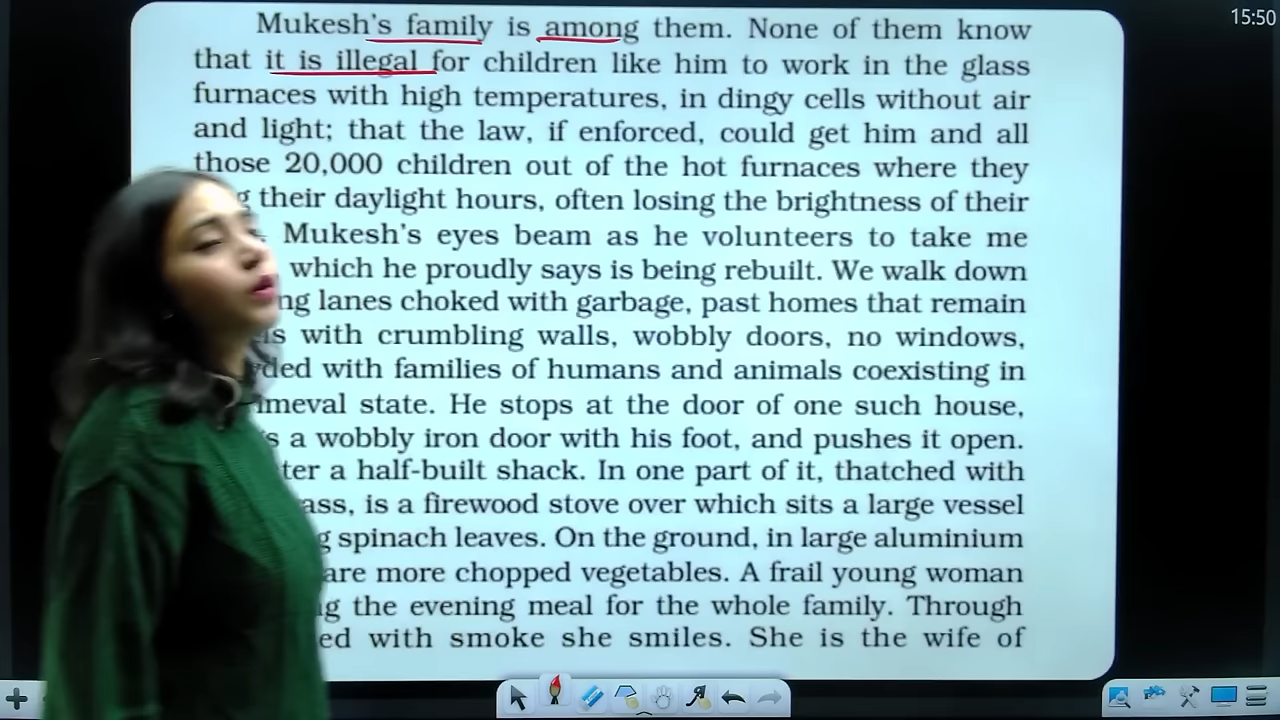 15:50
Mukesh's family is among them. None of them know
that it is illegal for children like him to work in the glass
furnaces with high temperatures, in dingy cells without air
and light; that the law, if enforced, could get him and all
those 20,000 children out of the hot furnaces where they
their daylight hours, often losing the brightness of their
Mukesh's eyes beam as he volunteers to take me
which he proudly says is being rebuilt. We walk down
lanes choked with garbage, past homes that remain
with crumbling walls, wobbly doors, no windows,
with families of humans and animals coexisting in
state. He stops at the door of one such house,
a wobbly iron door with his foot, and pushes it open.
a half-built shack. In one part of it, thatched with
is a firewood stove over which sits a large vessel
spinach leaves. On the ground, in large aluminium
are more chopped vegetables. A frail young woman
the evening meal for the whole family. Through
with smoke she smiles. She is the wife of